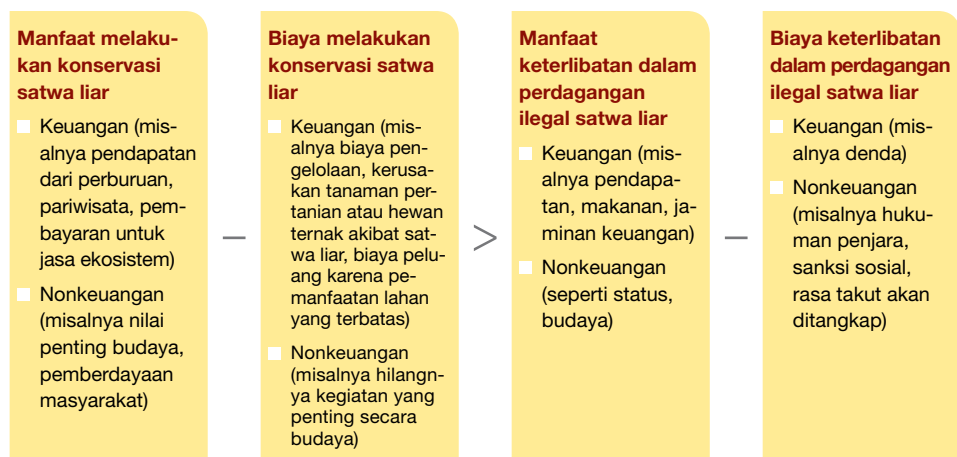 Manfaat melaku-
kan konservasi
satwa liar
Keuangan (mis-
alnya pendapatan
dari perburuan,
pariwisata, pem-
bayaran untuk
jasa ekosistem)
Nonkeuangan
(misalnya nilai
penting budaya,
pemberdayaan
masyarakat)
–
Biaya melakukan
konservasi satwa
liar
Keuangan (mis-
alnya biaya pen-
gelolaan, kerusa-
kan tanaman per-
tanian atau hewan
ternak akibat sat-
wa liar, biaya pelu-
ang karena pe-
manfaatan lahan
yang terbatas)
Nonkeuangan
(misalnya hilangn-
ya kegiatan yang
penting secara
budaya)
>
Manfaat
keterlibatan dalam
perdagangan
ilegal satwa liar
Keuangan (mis-
alnya pendapa-
tan, makanan, ja-
minan keuangan)
Nonkeuangan
(seperti status,
budaya)
–
Biaya keterlibatan
dalam perdagangan
ilegal satwa liar
Keuangan (mis-
alnya denda)
Nonkeuangan
(misalnya huku-
man penjara,
sanksi sosial,
rasa takut akan
ditangkap)